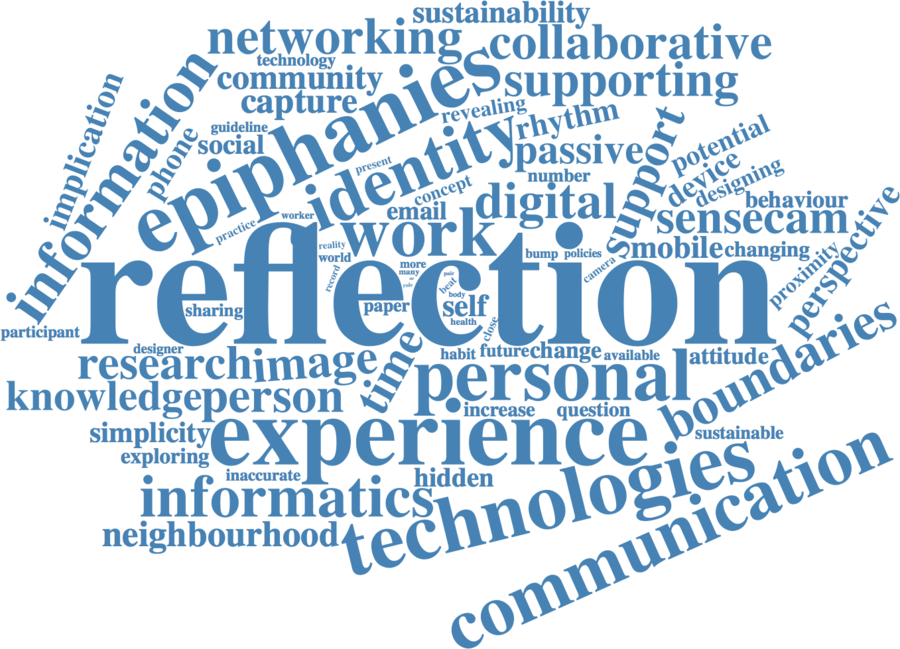 sustainability
networking
collaborative
technology
community
supporting
information
epiphanies
implication
capture
revealing
rhythm
guideline
social
phone
identity
support
passive
potential
present
number
device
designing
concept
digital
behaviour
email
worker
practice
sensecam
perspective
work
reality
mobile
changing
world
bump
policies
more
many
camera
proximity
record
role
pair
beat
body
reflection
sharing
paper
self
health
close
participant
designer
research
image
time
habit
future
change
available
attitude
boundaries
knowledge
person
personal
increase
question
simplicity
experience
sustainable
exploring
inaccurate
hidden
informatics
technologies
communication
neighbourhood